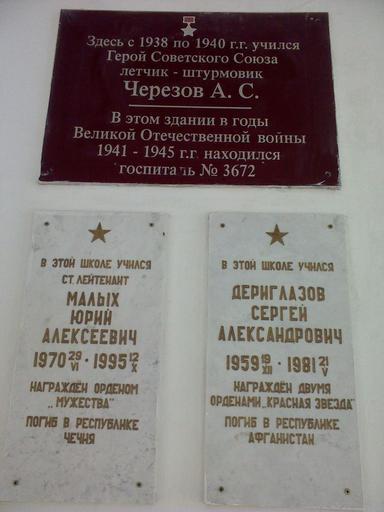 Здесь с 1938 по 1940 г.г. учился
Герой Советского Союза
летчик - штурмовик
Черезов А. С.
В этом здании в годы
Великой Отечественной войны
1941 - 1945 г.г. находился
госпиталь № 3672
В ЭТОЙ ШКОЛЕ УЧИЛСЯ
СТ. ЛЕЙТЕНАНТ
МАЛЫХ
ЮРИЙ
АЛЕКСЕЕВИЧ
1970 29/VI · 1995 12/X
НАГРАЖДЁН ОРДЕНОМ
„МУЖЕСТВА"
ПОГИБ В РЕСПУБЛИКЕ
ЧЕЧНЯ
В ЭТОЙ ШКОЛЕ УЧИЛСЯ
ДЕРИГЛАЗОВ
СЕРГЕЙ
АЛЕКСАНДРОВИЧ
1959 19/XII · 1981 21/V
НАГРАЖДЁН ДВУМЯ
ОРДЕНАМИ „КРАСНАЯ ЗВЕЗДА"
ПОГИБ В РЕСПУБЛИКЕ
АФГАНИСТАН